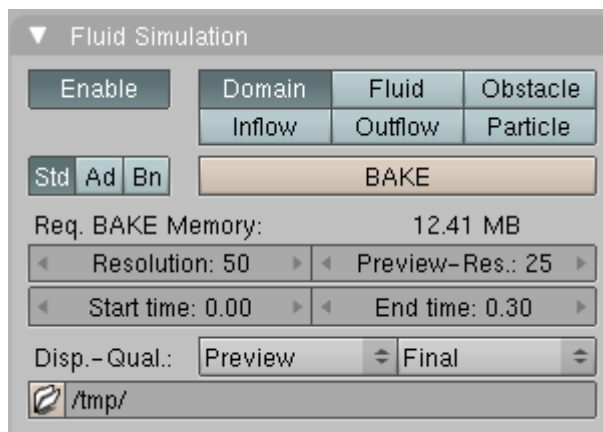 Fluid Simulation
Enable Domain Fluid Obstacle
Inflow Outflow Particle
Std Ad Bn BAKE
Req. BAKE Memory: 12.41 MB
Resolution: 50 Preview-Res.: 25
Start time: 0.00 End time: 0.30
Disp.-Qual.: Preview Final
/tmp/